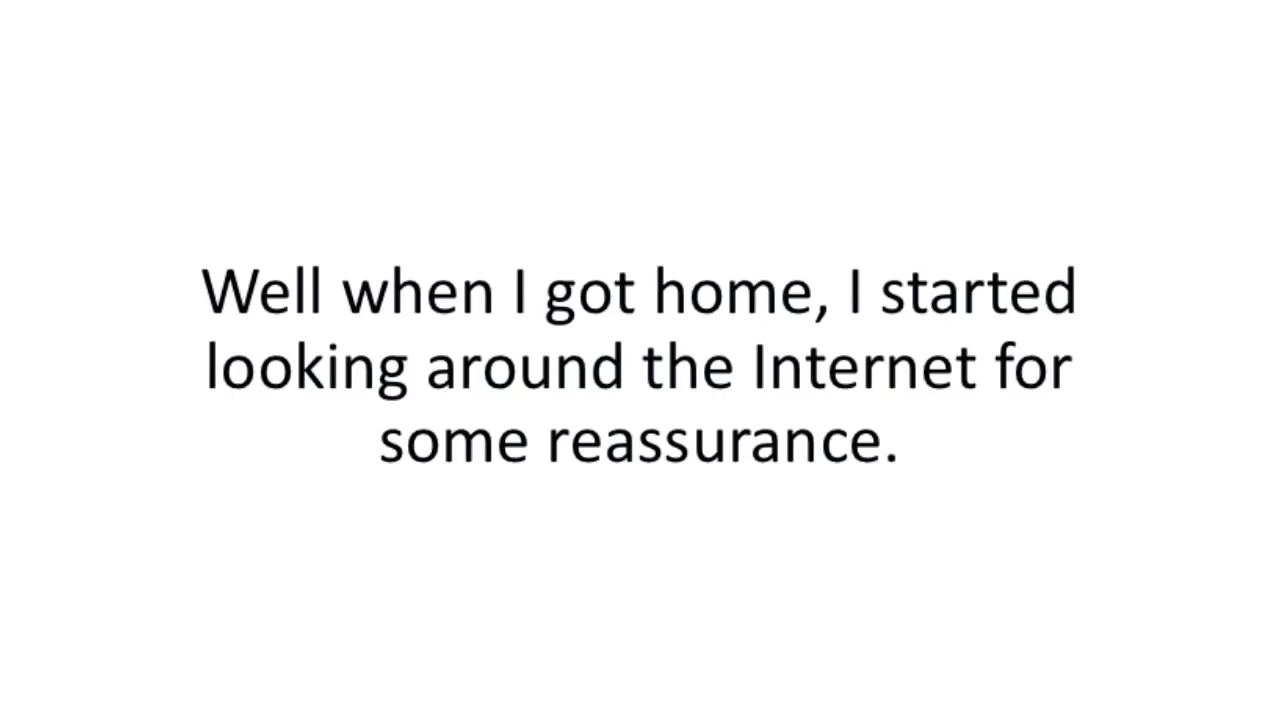 Well when I got home, I started
looking around the Internet for
some reassurance.